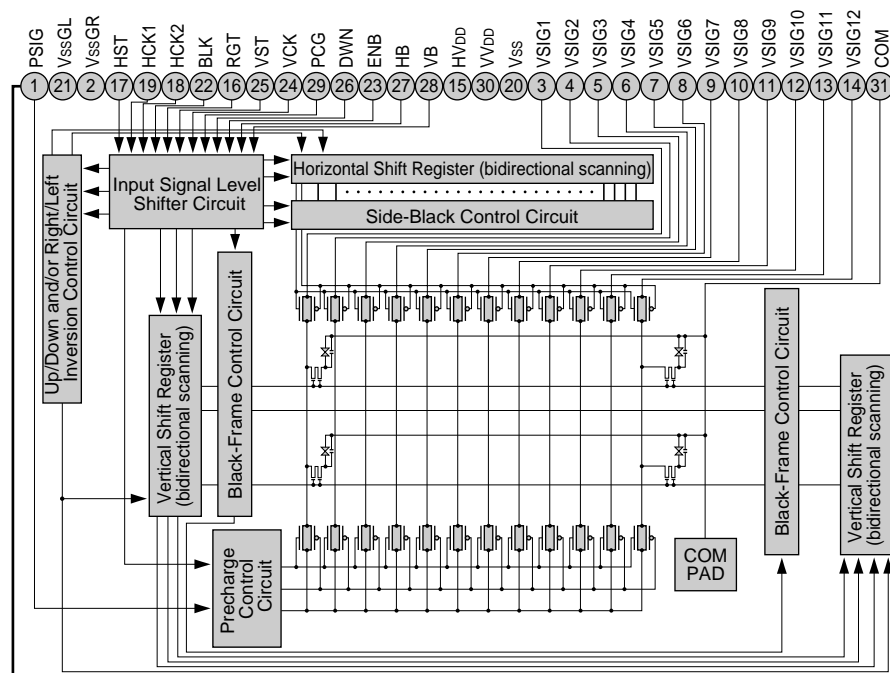 PSIG
VSSGL
VSSGR
HST
HCK1
HCK2
BLK
RGT
VST
VCK
PCG
DWN
ENB
HB
VB
HVDD
VVDD
VSS
VSIG1
VSIG2
VSIG3
VSIG4
VSIG5
VSIG6
VSIG7
VSIG8
VSIG9
VSIG10
VSIG11
VSIG12
COM
1 21 2 17 19 18 22 16 25 24 29 26 23 27 28 15 30 20 3 4 5 6 7 8 9 10 11 12 13 14 31
Up/Down and/or Right/Left
Inversion Control Circuit
Input Signal Level
Shifter Circuit
Horizontal Shift Register (bidirectional scanning)
Side-Black Control Circuit
Vertical Shift Register
(bidirectional scanning)
Black-Frame Control Circuit
Precharge
Control
Circuit
COM
PAD
Black-Frame Control Circuit
Vertical Shift Register
(bidirectional scanning)